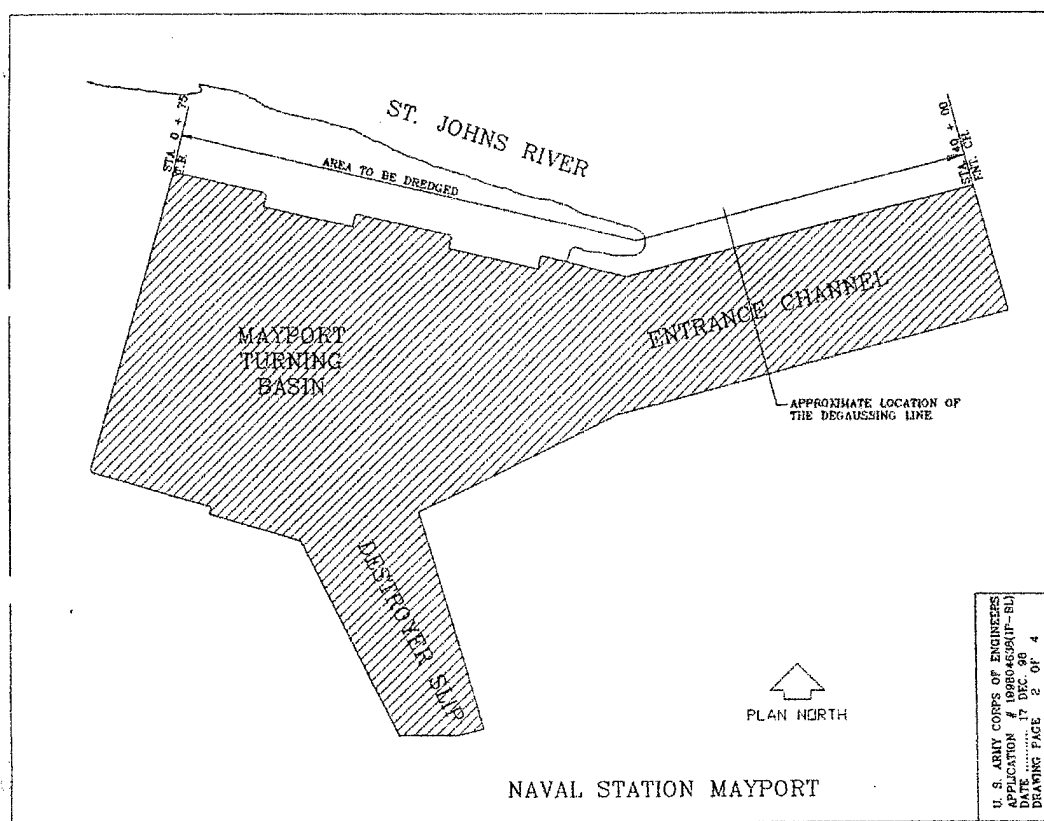 ST. JOHNS RIVER
STA. 0 + 75
T.B.
AREA TO BE DREDGED
STA. 140 + 00
ENT. CH.
MAYPORT
TURNING
BASIN
ENTRANCE CHANNEL
APPROXIMATE LOCATION OF
THE DEGAUSSING LINE
DESTROYER SLIP
PLAN NORTH
NAVAL STATION MAYPORT
U. S. ARMY CORPS OF ENGINEERS
APPLICATION #
DATE .......... 17 DEC. 98
DRAWING PAGE 2 OF 4